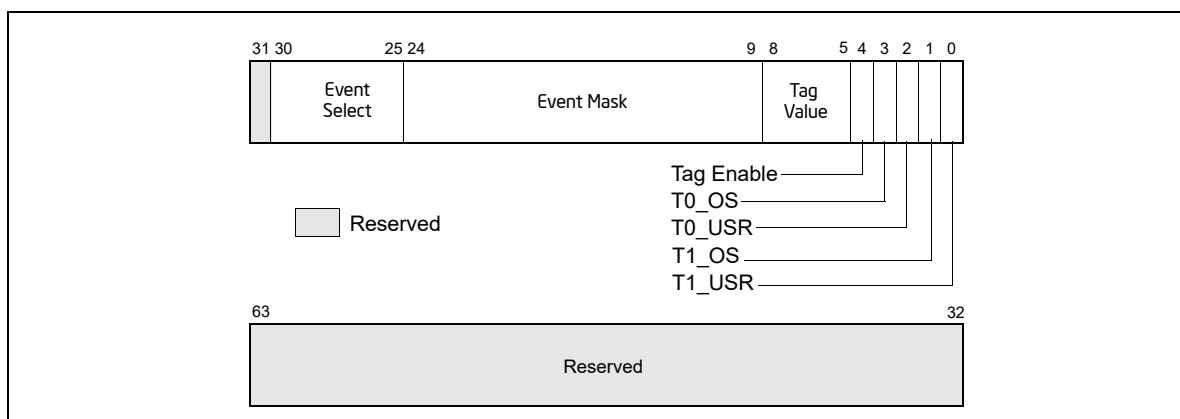 31 30 25 24 9 8 5 4 3 2 1 0
Event
Select
Event Mask
Tag
Value
Tag Enable
T0_OS
T0_USR
T1_OS
T1_USR
Reserved
63 32
Reserved